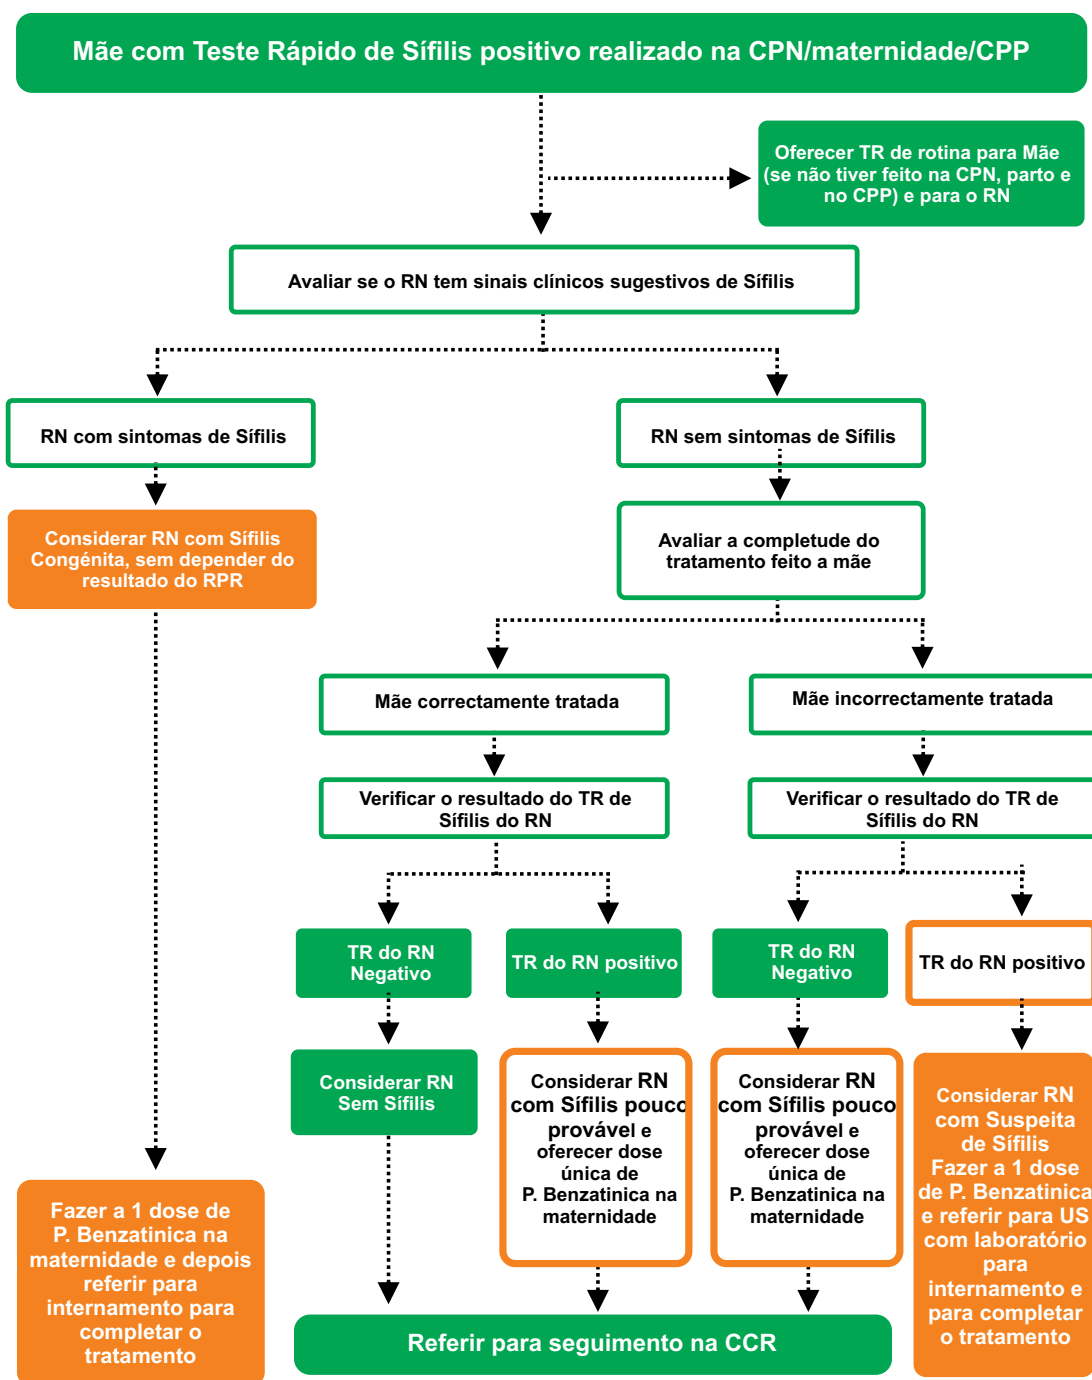 Mãe com Teste Rápido de Sífilis positivo realizado na CPN/maternidade/CPP
Oferecer TR de rotina para Mãe
(se não tiver feito na CPN, parto e
no CPP) e para o RN
Avaliar se o RN tem sinais clínicos sugestivos de Sífilis
RN com sintomas de Sífilis
RN sem sintomas de Sífilis
Considerar RN com Sífilis
Congénita, sem depender do
resultado do RPR
Avaliar a completude do
tratamento feito a mãe
Mãe correctamente tratada
Mãe incorrectamente tratada
Verificar o resultado do TR de
Sífilis do RN
Verificar o resultado do TR de
Sífilis do RN
TR do RN
Negativo
TR do RN positivo
TR do RN
Negativo
TR do RN positivo
Considerar RN
Sem Sífilis
Considerar RN
com Sífilis pouco
provável e
oferecer dose
única de
P. Benzatinica na
maternidade
Considerar RN
com Sífilis pouco
provável e
oferecer dose
única de
P. Benzatinica na
maternidade
Considerar RN
com Suspeita
de Sífilis
Fazer a 1 dose
de P. Benzatinica
e referir para US
com laboratório
para
internamento e
para completar
o tratamento
Fazer a 1 dose de
P. Benzatinica na
maternidade e depois
referir para
internamento para
completar o
tratamento
Referir para seguimento na CCR